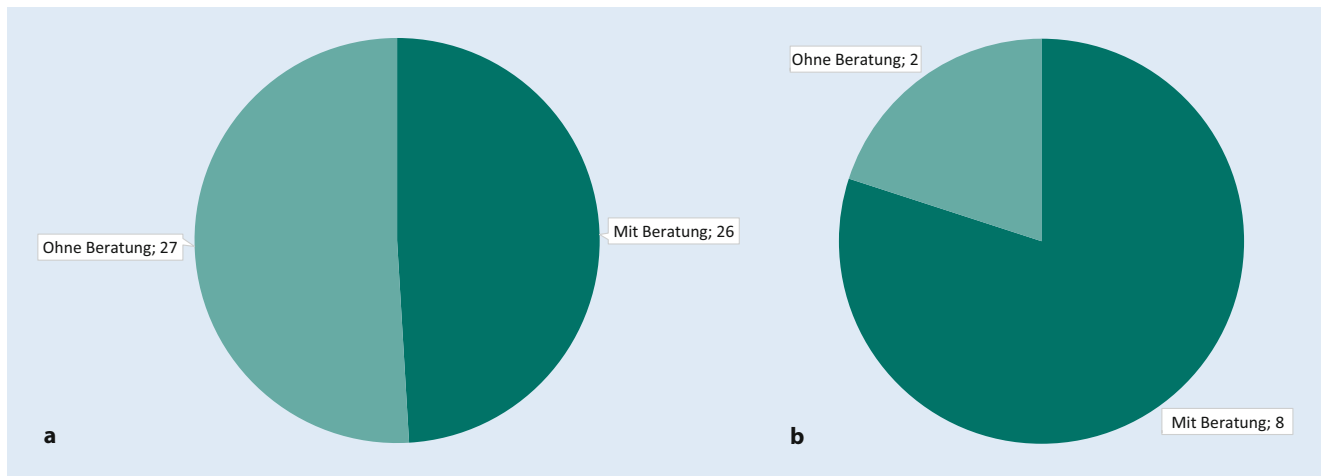 Ohne Beratung; 27
Mit Beratung; 26
a
Ohne Beratung; 2
Mit Beratung; 8
b